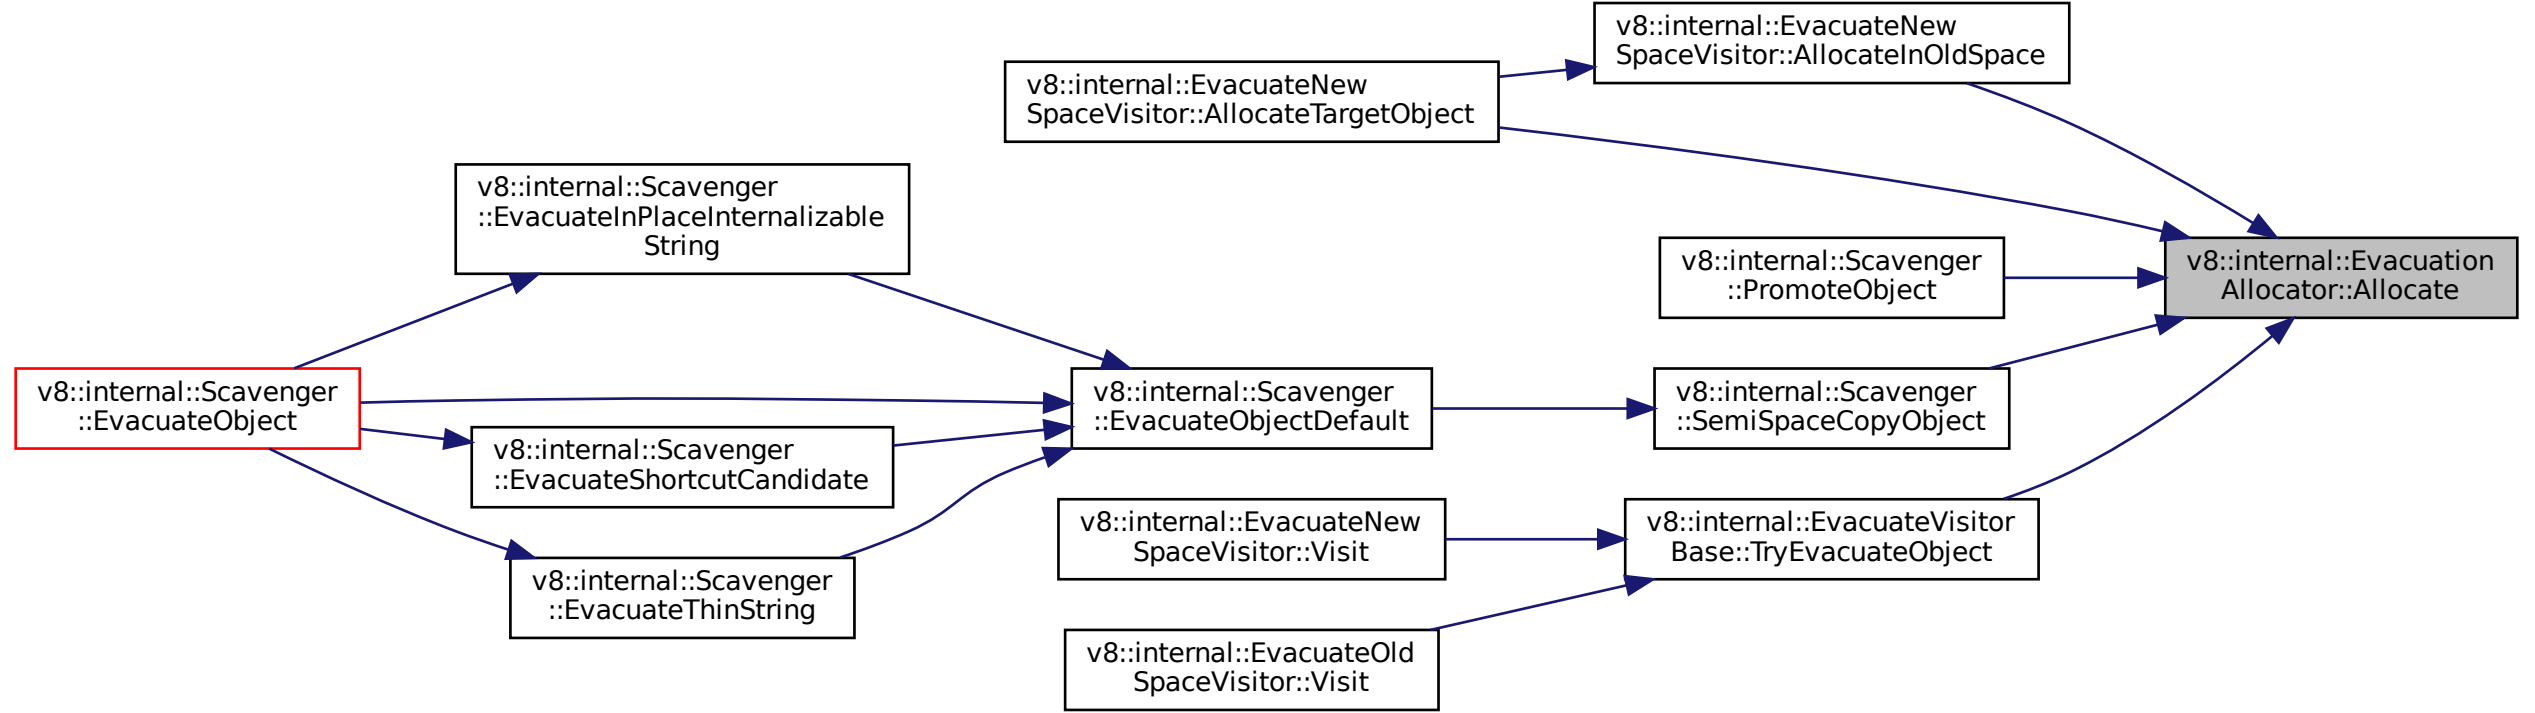 v8::internal::EvacuateNew
SpaceVisitor::AllocateInOldSpace
v8::internal::EvacuateNew
SpaceVisitor::AllocateTargetObject
v8::internal::Scavenger
::EvacuateInPlaceInternalizable
String
v8::internal::Scavenger
::PromoteObject
v8::internal::Evacuation
Allocator::Allocate
v8::internal::Scavenger
::EvacuateObject
v8::internal::Scavenger
::EvacuateObjectDefault
v8::internal::Scavenger
::SemiSpaceCopyObject
v8::internal::Scavenger
::EvacuateShortcutCandidate
v8::internal::EvacuateNew
SpaceVisitor::Visit
v8::internal::EvacuateVisitor
Base::TryEvacuateObject
v8::internal::Scavenger
::EvacuateThinString
v8::internal::EvacuateOld
SpaceVisitor::Visit